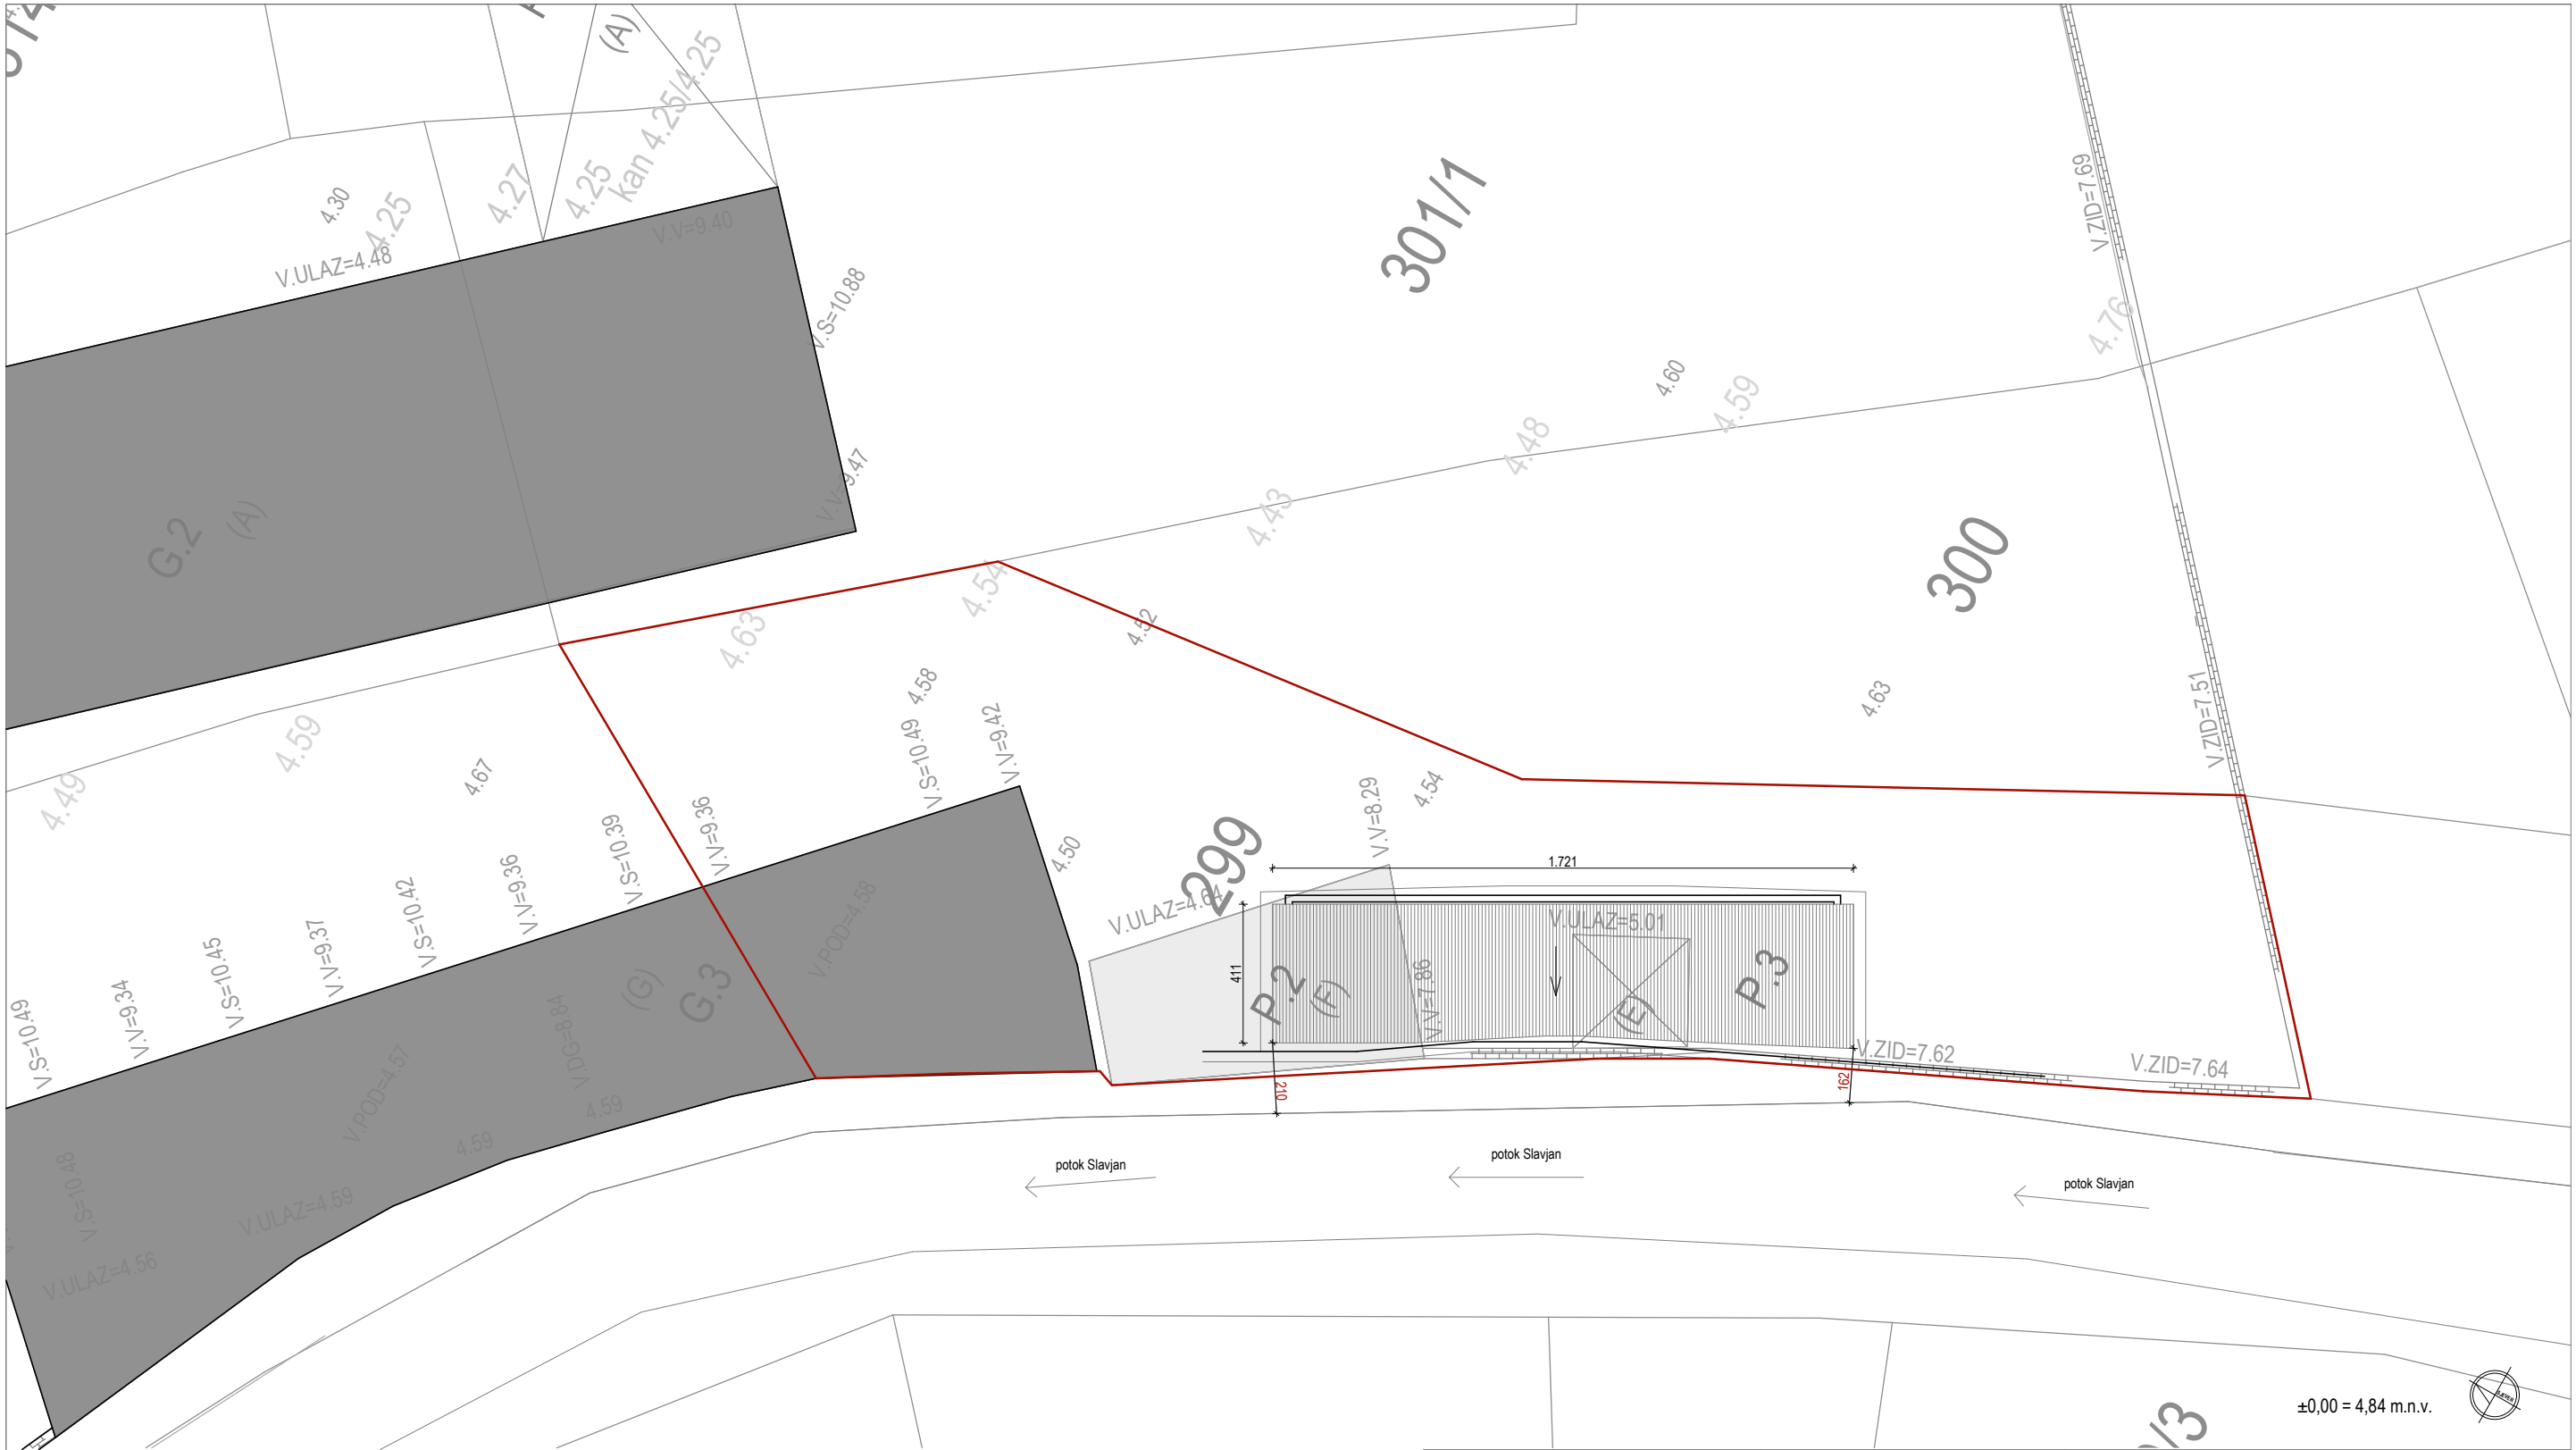 (A)
kan 4.25/4.25
4.27
4.25
4.30
4.25
V.ULAZ=4.48
V.V=9.40
V.S=10.88
301/1
V.ZID=7.69
4.76
4.60
4.59
4.48
4.43
V.V=9.47
G.2
(A)
300
4.54
4.52
4.63
4.63
V.ZID=7.51
4.58
V.S=10.49
V.V=9.42
4.59
4.49
4.67
V.V=9.36
V.S=10.39
V.V=9.36
V.S=10.42
V.V=9.37
V.S=10.45
V.V=9.34
V.S=10.49
4.50
299
V.V=8.29
4.54
1.721
V.ULAZ=4.64
V.ULAZ=5.01
V.POD=4.58
411
P.2
(F)
V.V=7.86
(E)
P.3
(G)
G.3
V.DG=8.84
V.POD=4.57
4.59
4.59
V.ZID=7.62
V.ZID=7.64
210
162
V.S=10.48
V.ULAZ=4.59
V.ULAZ=4.56
potok Slavjan
potok Slavjan
potok Slavjan
±0,00 = 4,84 m.n.v.
SJEVER